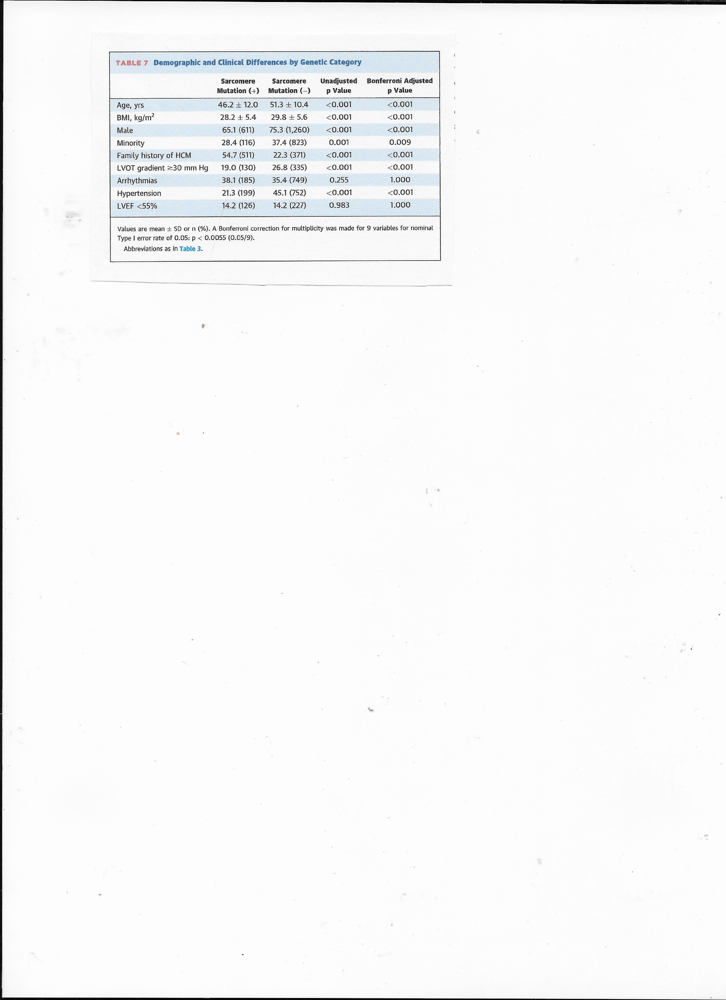 TABLE 7 Demographic and Clinical Differences by Genetic Category
Sarcomere Mutation (+) Sarcomere Mutation (−) Unadjusted p Value Bonferroni Adjusted p Value
Age, yrs 46.2 ± 12.0 51.3 ± 10.4 <0.001 <0.001
BMI, kg/m² 28.2 ± 5.4 29.8 ± 5.6 <0.001 <0.001
Male 65.1 (611) 75.3 (1,260) <0.001 <0.001
Minority 28.4 (116) 37.4 (823) 0.001 0.009
Family history of HCM 54.7 (511) 22.3 (371) <0.001 <0.001
LVOT gradient ≥30 mm Hg 19.0 (130) 26.8 (335) <0.001 <0.001
Arrhythmias 38.1 (185) 35.4 (749) 0.255 1.000
Hypertension 21.3 (199) 45.1 (752) <0.001 <0.001
LVEF <55% 14.2 (126) 14.2 (227) 0.983 1.000
Values are mean ± SD or n (%). A Bonferroni correction for multiplicity was made for 9 variables for nominal
Type I error rate of 0.05: p < 0.0055 (0.05/9).
Abbreviations as in Table 3.